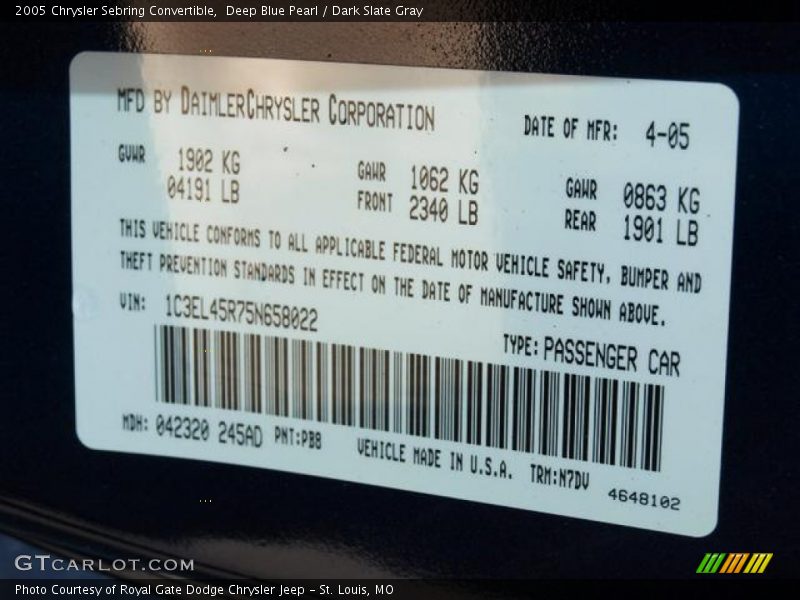 2005 Chrysler Sebring Convertible,  Deep Blue Pearl / Dark Slate Gray
MFD BY DAIMLERCHRYSLER CORPORATION
DATE OF MFR: 4-05
GVWR 1902 KG
04191 LB
GAWR 1062 KG
FRONT 2340 LB
GAWR 0863 KG
REAR 1901 LB
THIS VEHICLE CONFORMS TO ALL APPLICABLE FEDERAL MOTOR VEHICLE SAFETY, BUMPER AND
THEFT PREVENTION STANDARDS IN EFFECT ON THE DATE OF MANUFACTURE SHOWN ABOVE.
VIN: 1C3EL45R75N658022
TYPE: PASSENGER CAR
MDH: 042320 245AD PNT:PB8
VEHICLE MADE IN U.S.A. TRM:N7DV
4648102
GTCARLOT.COM
Photo Courtesy of Royal Gate Dodge Chrysler Jeep - St. Louis, MO